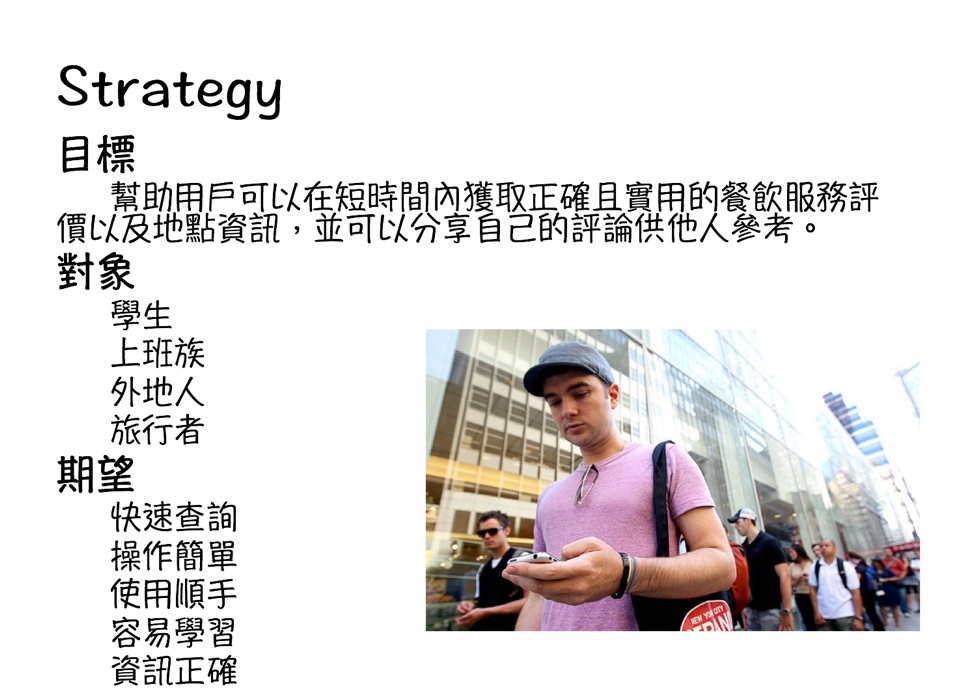 Strategy
目標
幫助用戶可以在短時間內獲取正確且實用的餐飲服務評
價以及地點資訊，並可以分享自己的評論供他人參考。
對象
學生
上班族
外地人
旅行者
期望
快速查詢
操作簡單
使用順手
容易學習
資訊正確
NEW YORK CITY